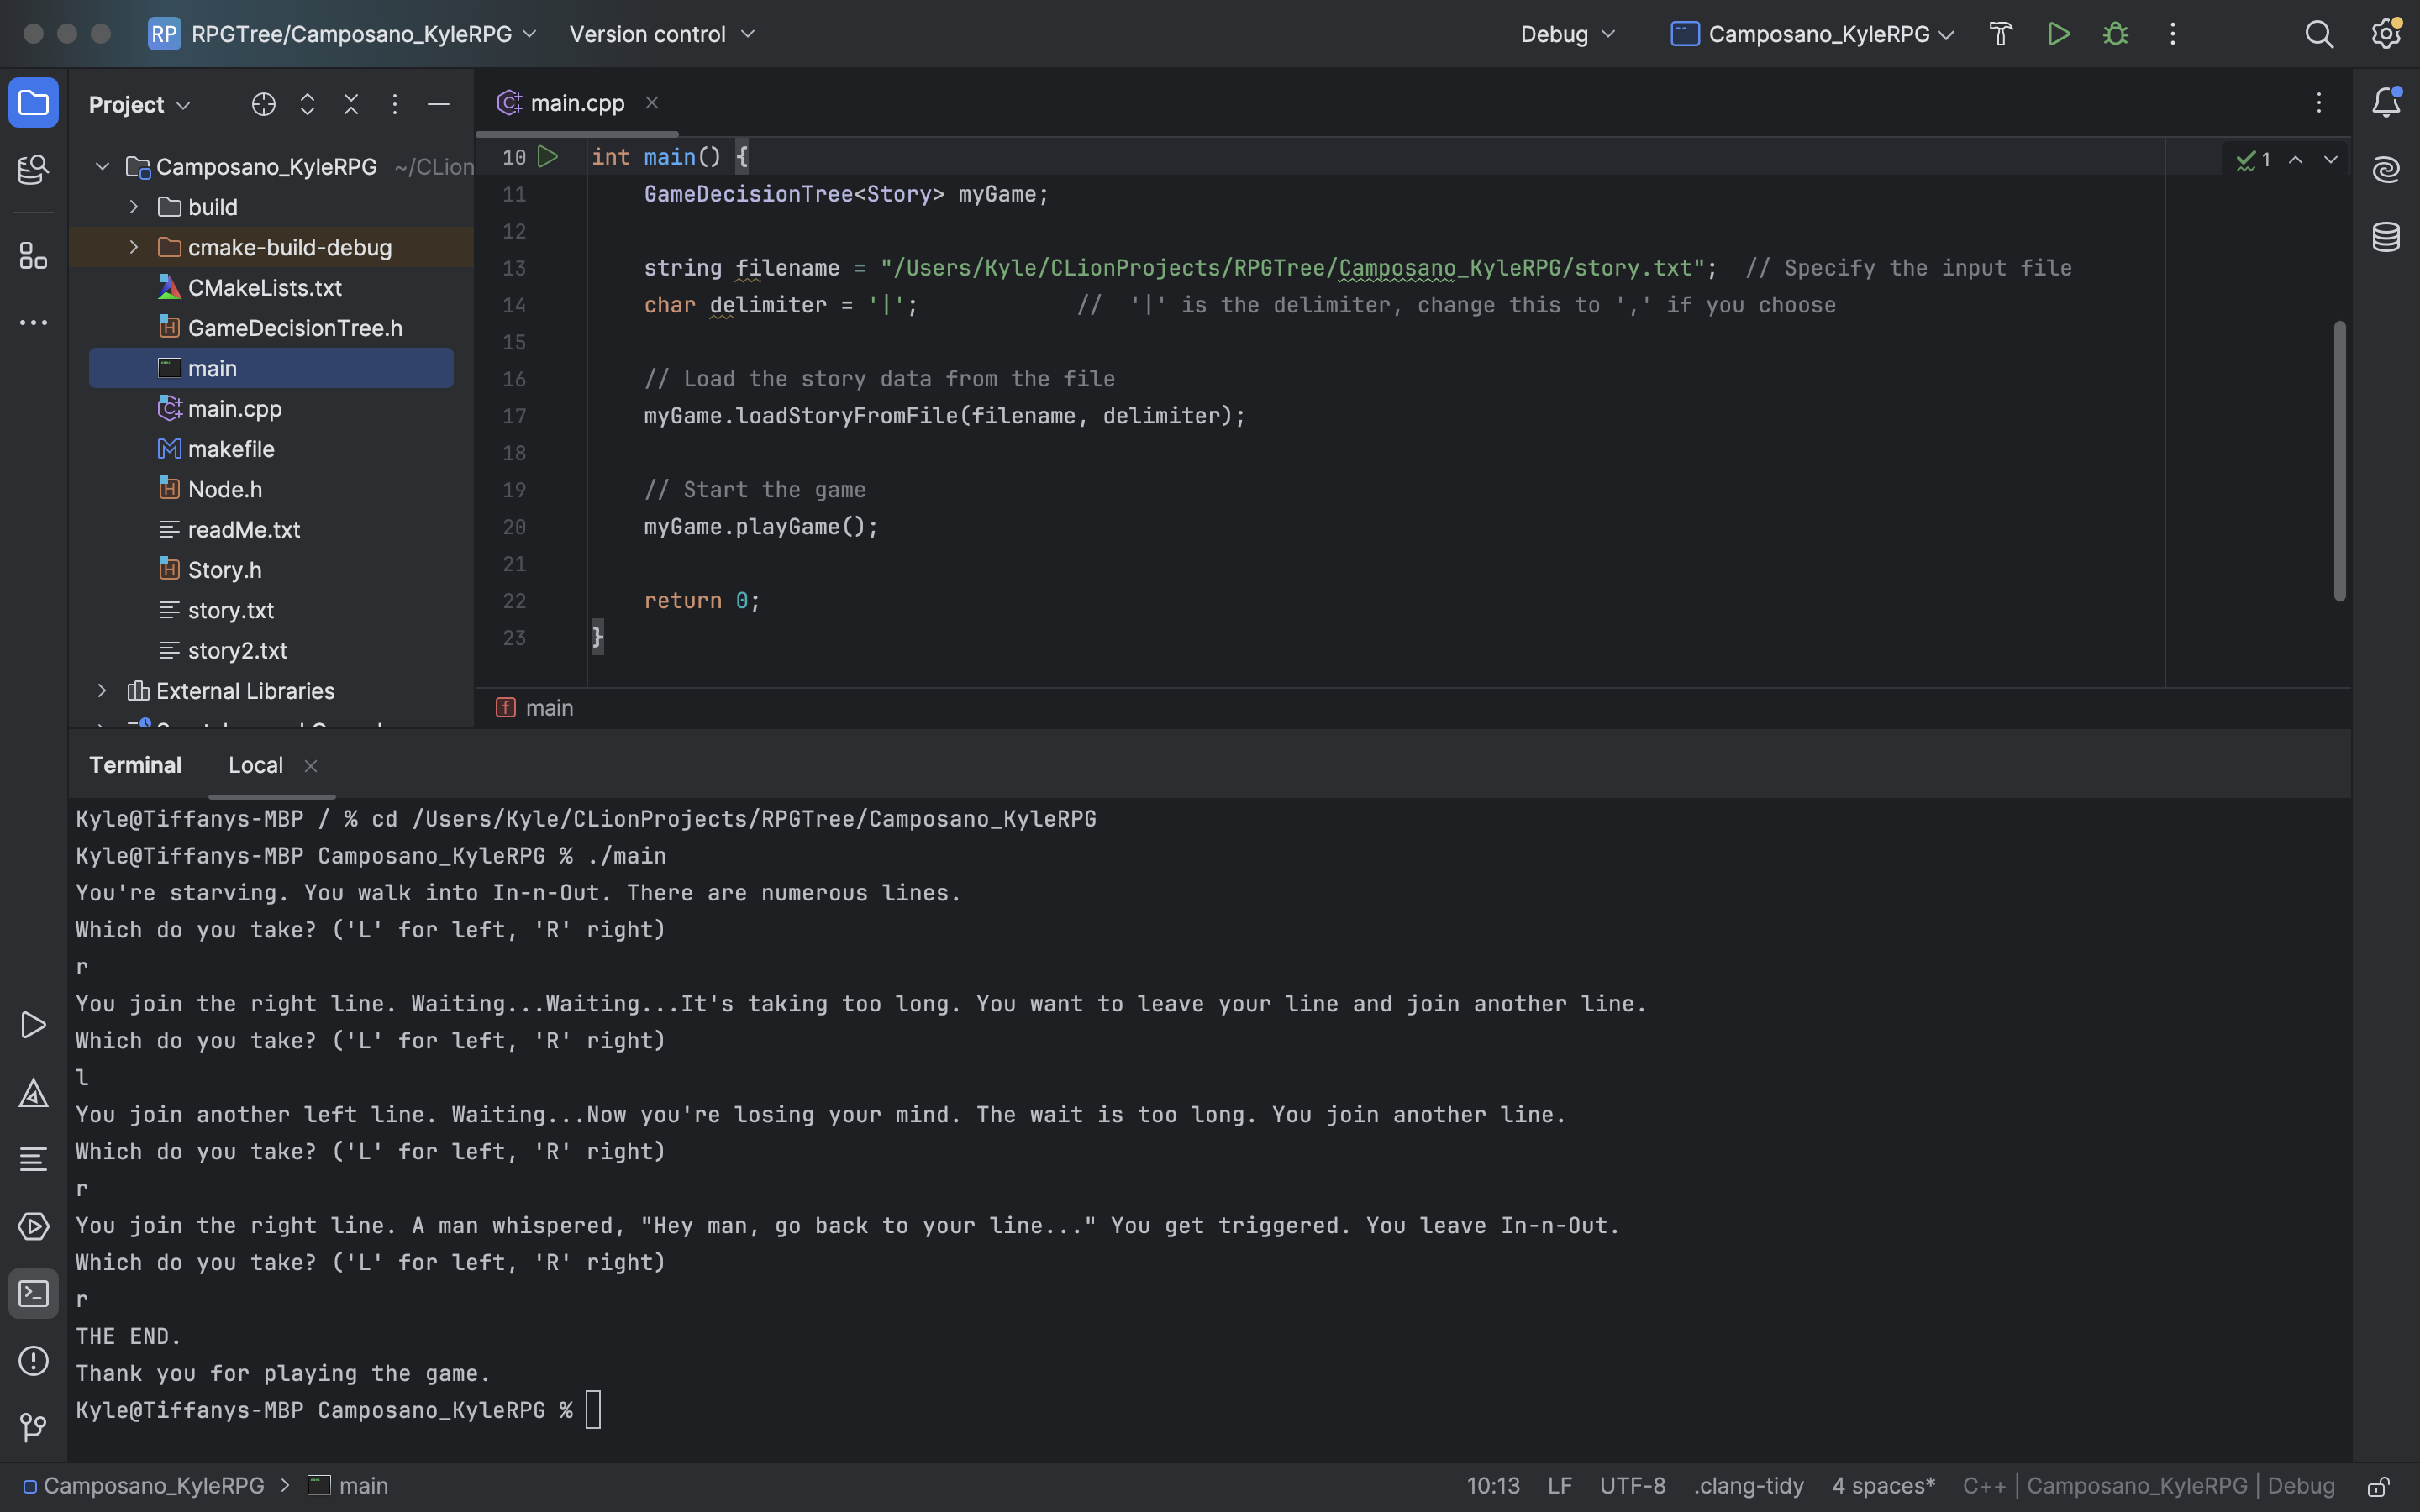 RP RPGTree/Camposano_KyleRPG Version control Debug Camposano_KyleRPG
Project
main.cpp
Camposano_KyleRPG ~/CLion
build
cmake-build-debug
CMakeLists.txt
GameDecisionTree.h
main
main.cpp
makefile
Node.h
readMe.txt
Story.h
story.txt
story2.txt
External Libraries
Scratches and Consoles
10 int main() {
1
11 GameDecisionTree<Story> myGame;
12
13 string filename = "/Users/Kyle/CLionProjects/RPGTree/Camposano_KyleRPG/story.txt"; // Specify the input file
14 char delimiter = '|'; // '|' is the delimiter, change this to ',' if you choose
15
16 // Load the story data from the file
17 myGame.loadStoryFromFile(filename, delimiter);
18
19 // Start the game
20 myGame.playGame();
21
22 return 0;
23 }
f main
Terminal Local
Kyle@Tiffanys-MBP / % cd /Users/Kyle/CLionProjects/RPGTree/Camposano_KyleRPG
Kyle@Tiffanys-MBP Camposano_KyleRPG % ./main
You're starving. You walk into In-n-Out. There are numerous lines.
Which do you take? ('L' for left, 'R' right)
r
You join the right line. Waiting...Waiting...It's taking too long. You want to leave your line and join another line.
Which do you take? ('L' for left, 'R' right)
l
You join another left line. Waiting...Now you're losing your mind. The wait is too long. You join another line.
Which do you take? ('L' for left, 'R' right)
r
You join the right line. A man whispered, "Hey man, go back to your line..." You get triggered. You leave In-n-Out.
Which do you take? ('L' for left, 'R' right)
r
THE END.
Thank you for playing the game.
Kyle@Tiffanys-MBP Camposano_KyleRPG %
Camposano_KyleRPG > main 10:13 LF UTF-8 .clang-tidy 4 spaces* C++ | Camposano_KyleRPG | Debug